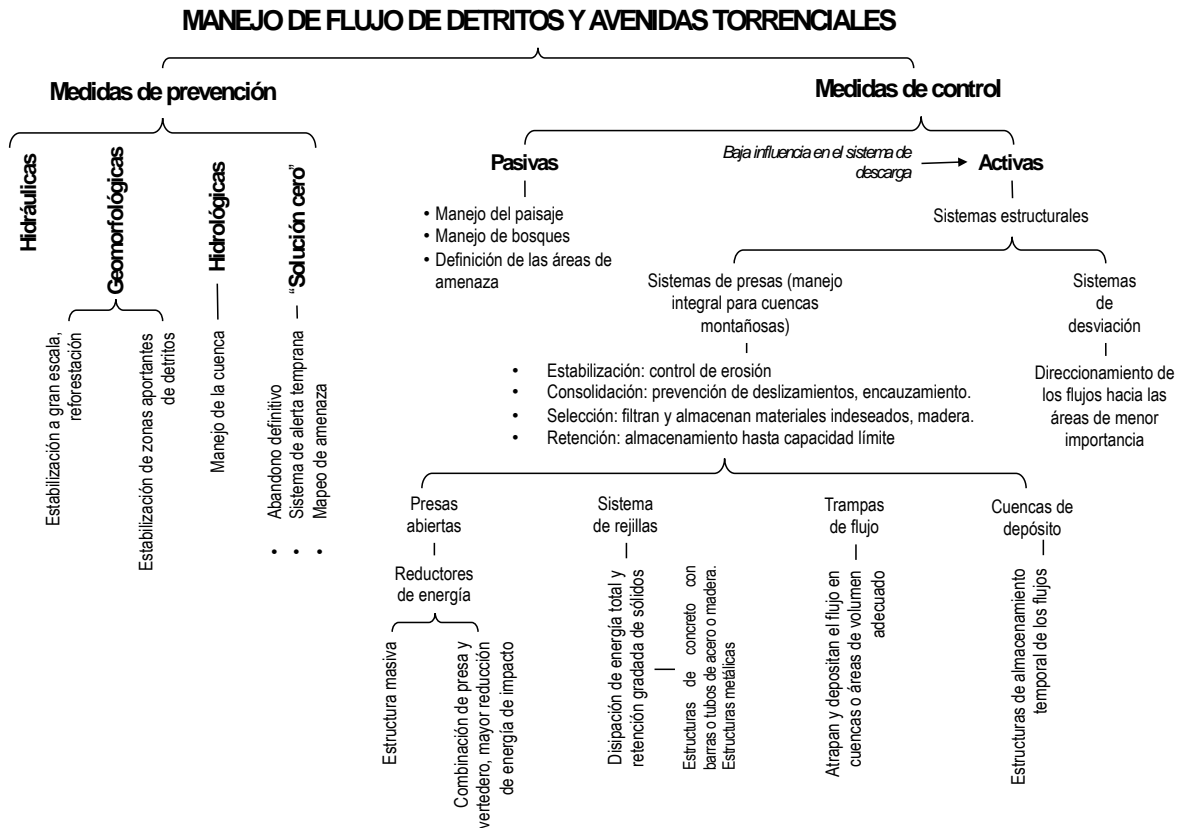 MANEJO DE FLUJO DE DETRITOS Y AVENIDAS TORRENCIALES
Medidas de prevención
Hidráulicas
Geomorfológicas
Estabilización a gran escala,
reforestación
Estabilización de zonas aportantes
de detritos
Hidrológicas
Manejo de la cuenca
"Solución cero"
• Abandono definitivo
• Sistema de alerta temprana
• Mapeo de amenaza
Medidas de control
Pasivas
• Manejo del paisaje
• Manejo de bosques
• Definición de las áreas de
amenaza
Baja influencia en el sistema de
descarga
Activas
Sistemas estructurales
Sistemas de presas (manejo
integral para cuencas
montañosas)
• Estabilización: control de erosión
• Consolidación: prevención de deslizamientos, encauzamiento.
• Selección: filtran y almacenan materiales indeseados, madera.
• Retención: almacenamiento hasta capacidad límite
Sistemas
de
desviación
Direccionamiento de
los flujos hacia las
áreas de menor
importancia
Presas
abiertas
Reductores
de energía
Estructura masiva
Combinación de presa y
vertedero, mayor reducción
de energía de impacto
Sistema
de rejillas
Disipación de energía total y
retención gradada de sólidos
Estructuras de concreto con
barras o tubos de acero o madera.
Estructuras metálicas
Trampas
de flujo
Atrapan y depositan el flujo en
cuencas o áreas de volumen
adecuado
Cuencas de
depósito
Estructuras de almacenamiento
temporal de los flujos